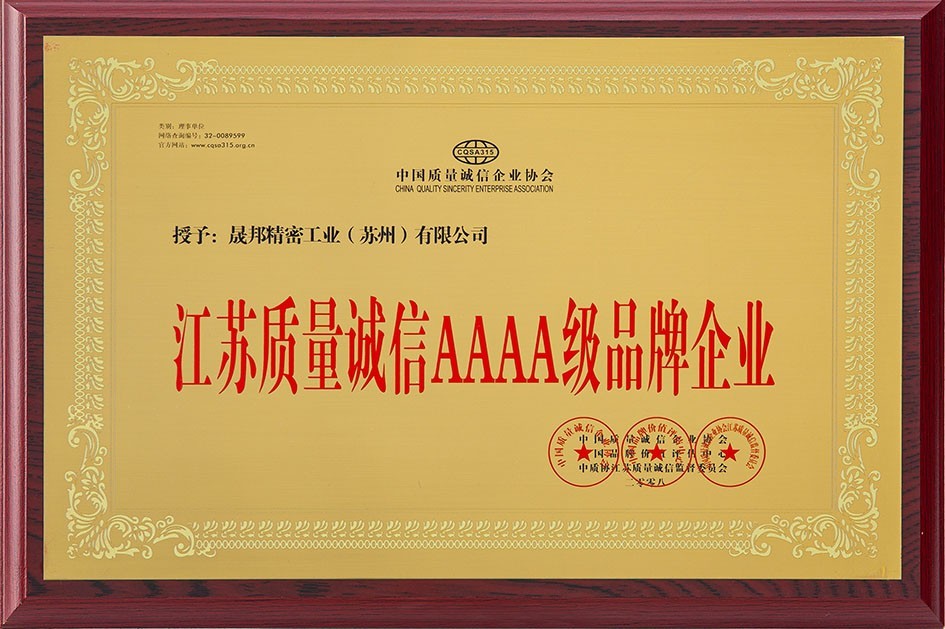 类别：理事单位
网络查询编号：32-0089599
官方网站：www.cqsa315.org.cn
CQSA315
中国质量诚信企业协会
CHINA QUALITY SINCERITY ENTERPRISE ASSOCIATION
授予：晟邦精密工业（苏州）有限公司
江苏质量诚信AAAA级品牌企业
中国质量诚信企业协会
中国品牌价值评估中心
中质协江苏质量诚信监督委员会
二零零八